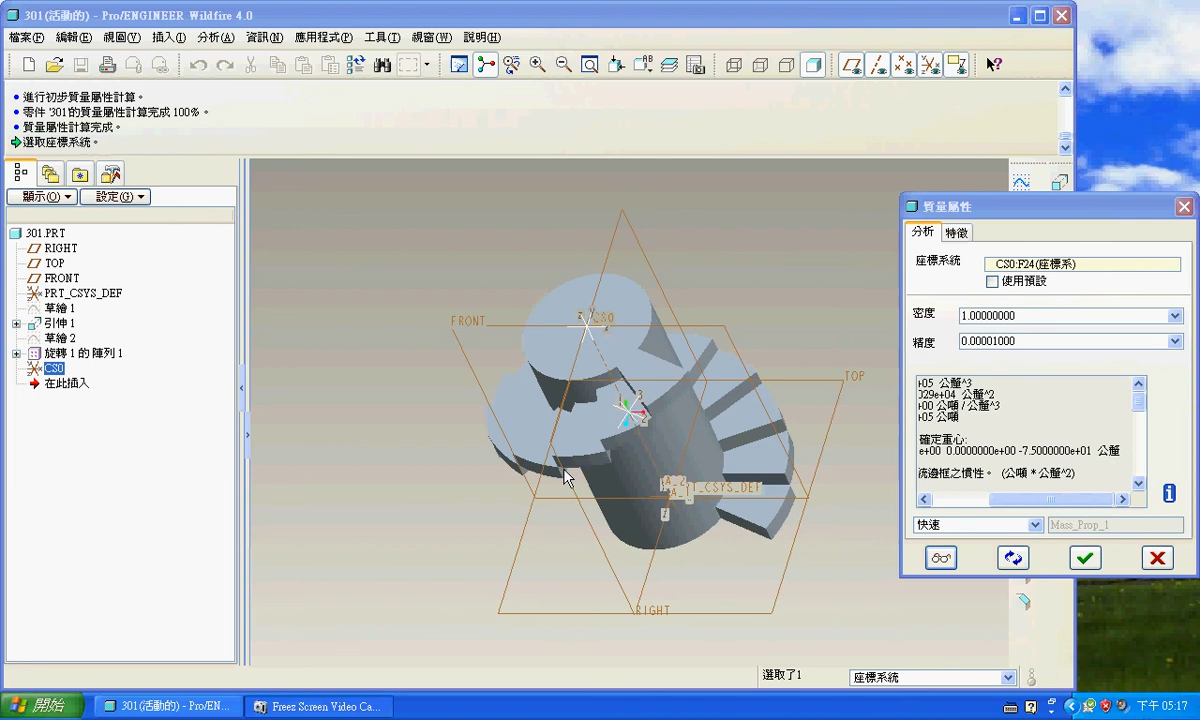 301(活動的) - Pro/ENGINEER Wildfire 4.0
檔案(F) 編輯(E) 視圖(V) 插入(I) 分析(A) 資訊(N) 應用程式(P) 工具(T) 視窗(W) 說明(H)
•進行初步質量屬性計算。
•零件 '301的質量屬性計算完成 100%。
•質量屬性計算完成。
選取座標系統。
顯示(O) 設定(G)
301.PRT
RIGHT
TOP
FRONT
PRT_CSYS_DEF
草繪 1
引伸 1
草繪 2
旋轉 1 的 陣列 1
CS0
在此插入
FRONT
CS0
TOP
RIGHT
質量屬性
分析 特徵
座標系統 CS0:F24(座標系)
使用預設
密度 1.00000000
精度 0.00001000
+05 公釐^3
029e+04 公釐^2
+00 公噸 / 公釐^3
+05 公噸
確定重心:
e+00 0.0000000e+00 -7.5000000e+01 公釐
流邊框之慣性。 (公噸 * 公釐^2)
快速 Mass_Prop_1
選取了1 座標系統
開始 301(活動的) - Pro/EN... Freez Screen Video Ca... 下午 05:17